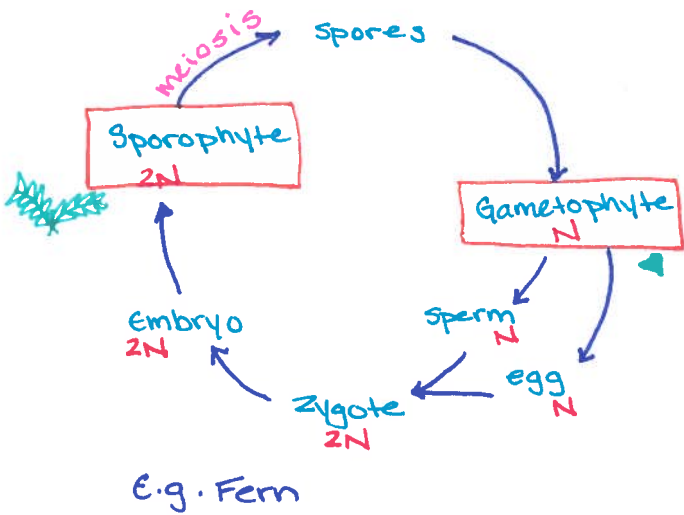 meiosis
spores
Sporophyte
2N
Gametophyte
N
Sperm
N
egg
N
Zygote
2N
Embryo
2N
E.g. Fern